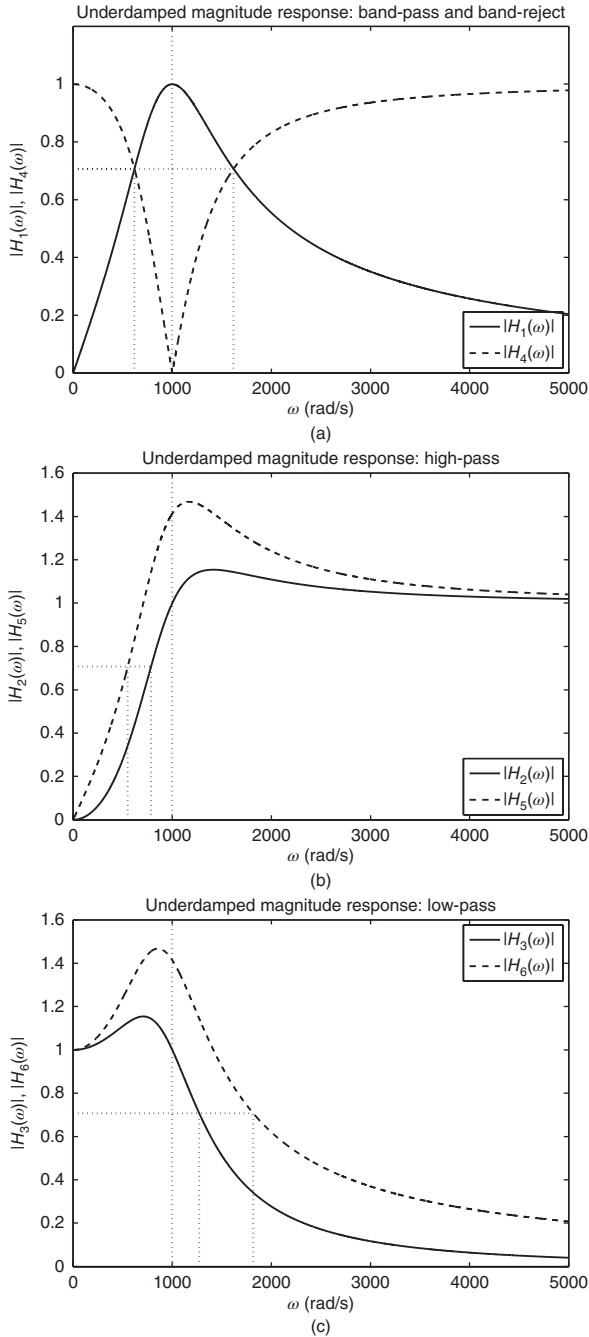 Underdamped magnitude response: band-pass and band-reject
|H1(ω)|, |H4(ω)|
1
0.8
0.6
0.4
0.2
0
|H1(ω)|
|H4(ω)|
0 1000 2000 3000 4000 5000
ω (rad/s)
(a)
Underdamped magnitude response: high-pass
|H2(ω)|, |H5(ω)|
1.6
1.4
1.2
1
0.8
0.6
0.4
0.2
0
|H2(ω)|
|H5(ω)|
0 1000 2000 3000 4000 5000
ω (rad/s)
(b)
Underdamped magnitude response: low-pass
|H3(ω)|, |H6(ω)|
1.6
1.4
1.2
1
0.8
0.6
0.4
0.2
0
|H3(ω)|
|H6(ω)|
0 1000 2000 3000 4000 5000
ω (rad/s)
(c)